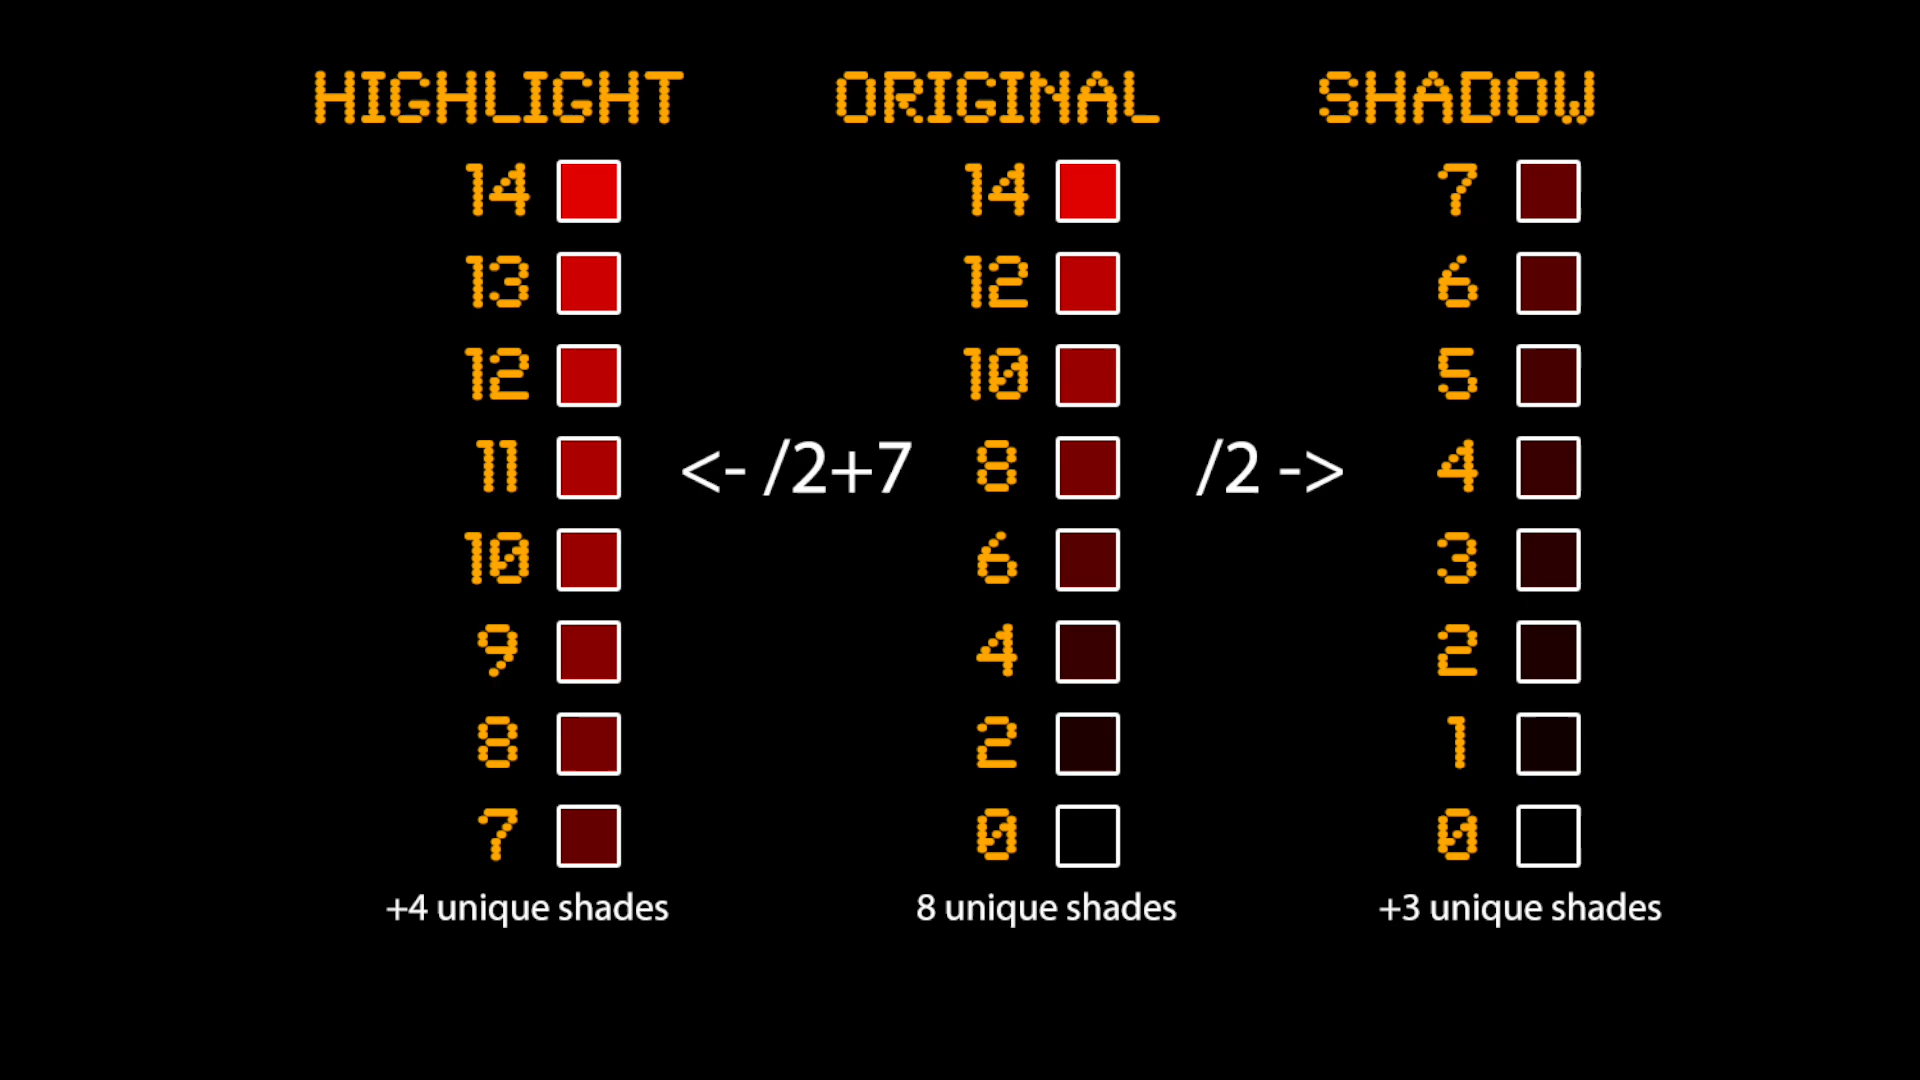 HIGHLIGHT ORIGINAL SHADOW
14 14 7
13 12 6
12 10 5
11 <- /2+7 8 /2 -> 4
10 6 3
9 4 2
8 2 1
7 0 0
+4 unique shades 8 unique shades +3 unique shades